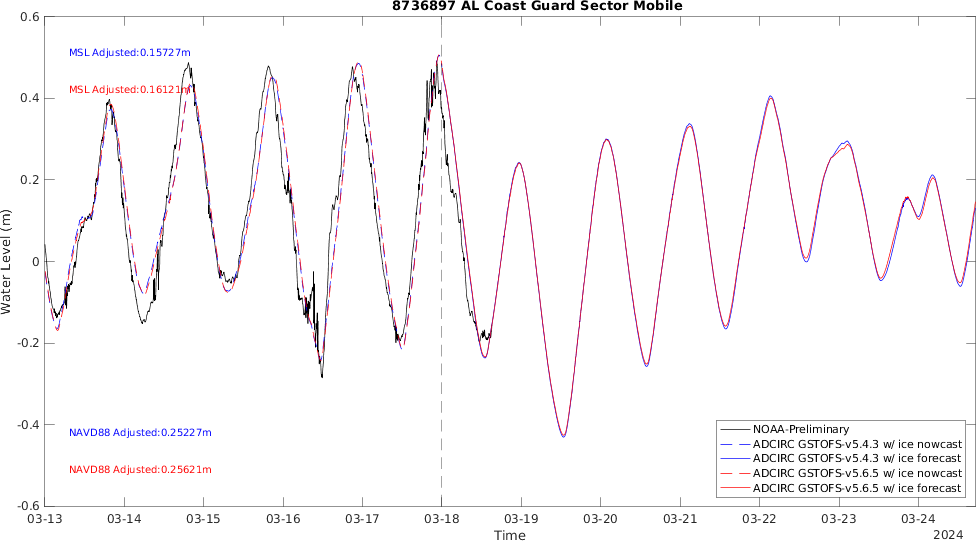 8736897 AL Coast Guard Sector Mobile
0.6
MSL Adjusted:0.15727m
MSL Adjusted:0.16121m
0.4
0.2
0
-0.2
-0.4
-0.6
Water Level (m)
NAVD88 Adjusted:0.25227m
NAVD88 Adjusted:0.25621m
NOAA-Preliminary
ADCIRC GSTOFS-v5.4.3 w/ ice nowcast
ADCIRC GSTOFS-v5.4.3 w/ ice forecast
ADCIRC GSTOFS-v5.6.5 w/ ice nowcast
ADCIRC GSTOFS-v5.6.5 w/ ice forecast
03-13 03-14 03-15 03-16 03-17 03-18 03-19 03-20 03-21 03-22 03-23 03-24
Time
2024